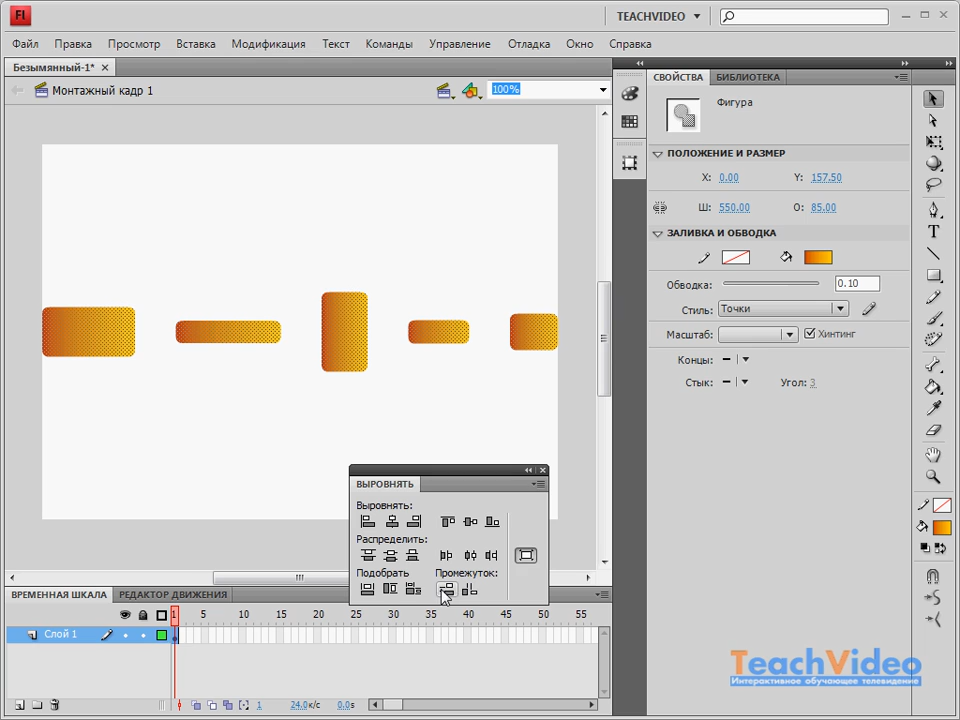 Fl
TEACHVIDEO
Файл Правка Просмотр Вставка Модификация Текст Команды Управление Отладка Окно Справка
Безымянный-1*
Монтажный кадр 1
100%
СВОЙСТВА БИБЛИОТЕКА
Фигура
ПОЛОЖЕНИЕ И РАЗМЕР
X: 0.00 Y: 157.50
Ш: 550.00 О: 85.00
ЗАЛИВКА И ОБВОДКА
Обводка: 0.10
Стиль: Точки
Масштаб: Хинтинг
Концы:
Стык: Угол: 3
ВЫРОВНЯТЬ
Выровнять:
Распределить:
Подобрать Промежуток:
ВРЕМЕННАЯ ШКАЛА РЕДАКТОР ДВИЖЕНИЯ
1 5 10 15 20 25 30 35 40 45 50 55
Слой 1
1 24.0к/с 0.0s
TeachVideo
Интерактивное обучающее телевидение